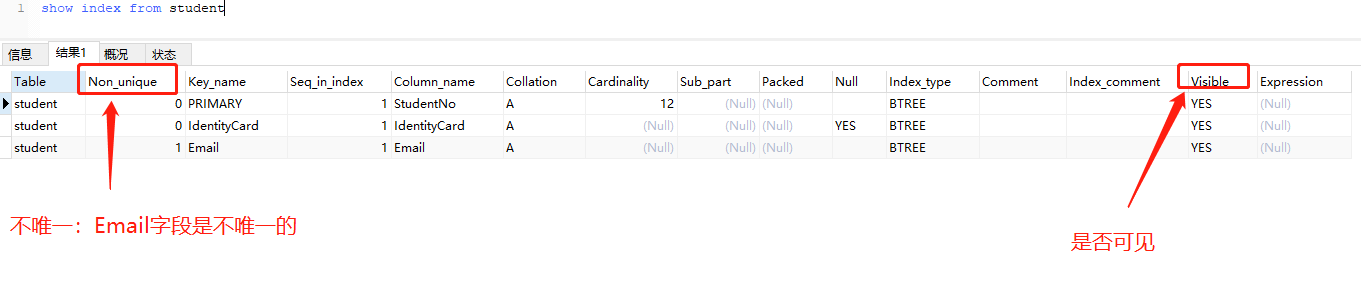 1 show index from student
信息 结果1 概况 状态
Table Non_unique Key_name Seq_in_index Column_name Collation Cardinality Sub_part Packed Null Index_type Comment Index_comment Visible Expression
student 0 PRIMARY 1 StudentNo A 12 (Null) (Null) BTREE YES (Null)
student 0 IdentityCard 1 IdentityCard A (Null) (Null) (Null) YES BTREE YES (Null)
student 1 Email 1 Email A (Null) (Null) (Null) BTREE YES (Null)
不唯一：Email字段是不唯一的
是否可见